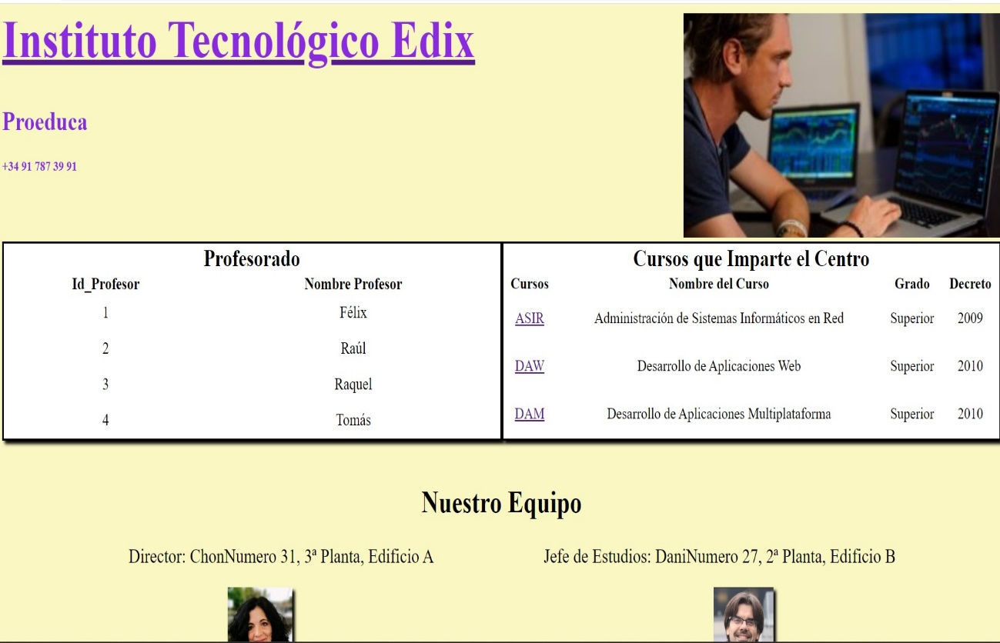 Instituto Tecnológico Edix
Proeduca
+34 91 787 39 91
Profesorado
Id_Profesor Nombre Profesor
1 Félix
2 Raúl
3 Raquel
4 Tomás
Cursos que Imparte el Centro
Cursos Nombre del Curso Grado Decreto
ASIR Administración de Sistemas Informáticos en Red Superior 2009
DAW Desarrollo de Aplicaciones Web Superior 2010
DAM Desarrollo de Aplicaciones Multiplataforma Superior 2010
Nuestro Equipo
Director: ChonNumero 31, 3ª Planta, Edificio A
Jefe de Estudios: DaniNumero 27, 2ª Planta, Edificio B